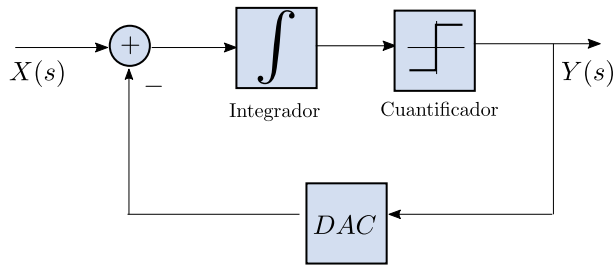 +
∫
X(s)
−
Y(s)
Integrador
Cuantificador
DAC